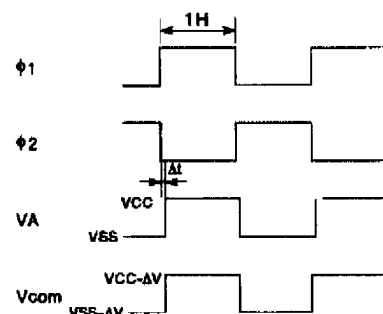 1H
ϕ1
ϕ2
Δt
VCC
VA
VSS
VCC-ΔV
Vcom
VSS-ΔV